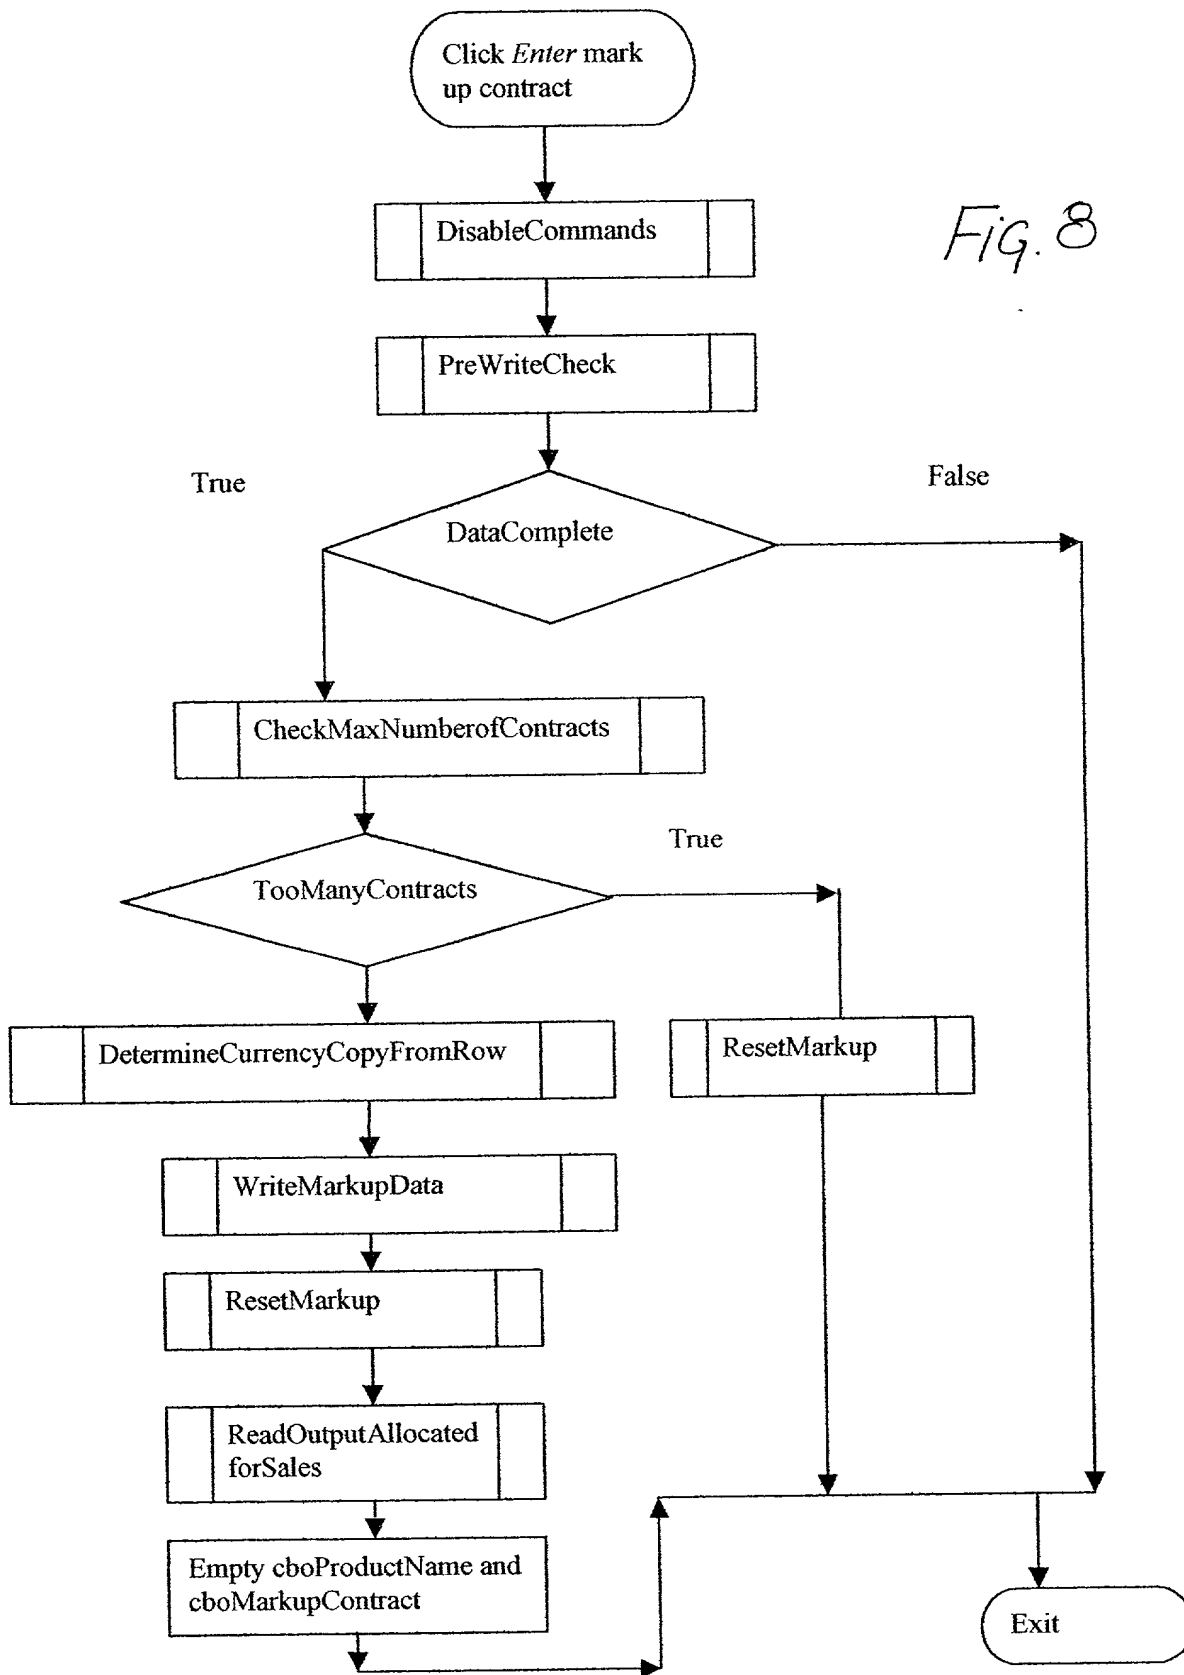 Click Enter mark
up contract
Fig. 8
DisableCommands
PreWriteCheck
True
False
DataComplete
CheckMaxNumberofContracts
True
TooManyContracts
DetermineCurrencyCopyFromRow
ResetMarkup
WriteMarkupData
ResetMarkup
ReadOutputAllocated
forSales
Empty cboProductName and
cboMarkupContract
Exit